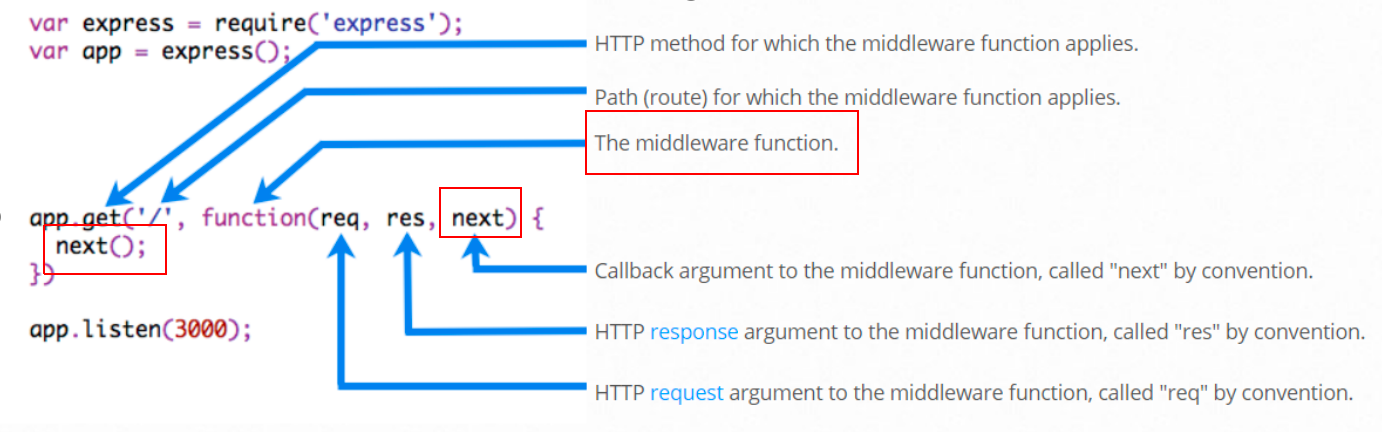 var express = require('express');
var app = express();
HTTP method for which the middleware function applies.
Path (route) for which the middleware function applies.
The middleware function.
app.get('/', function(req, res, next) {
next();
})
Callback argument to the middleware function, called "next" by convention.
app.listen(3000);
HTTP response argument to the middleware function, called "res" by convention.
HTTP request argument to the middleware function, called "req" by convention.